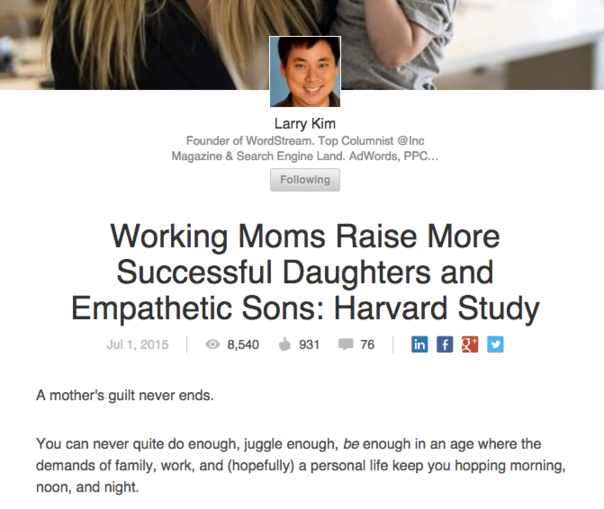 Larry Kim
Founder of WordStream. Top Columnist @Inc
Magazine & Search Engine Land. AdWords, PPC...
Following
Working Moms Raise More
Successful Daughters and
Empathetic Sons: Harvard Study
Jul 1, 2015 8,540 931 76 in f g+
A mother's guilt never ends.
You can never quite do enough, juggle enough, be enough in an age where the
demands of family, work, and (hopefully) a personal life keep you hopping morning,
noon, and night.